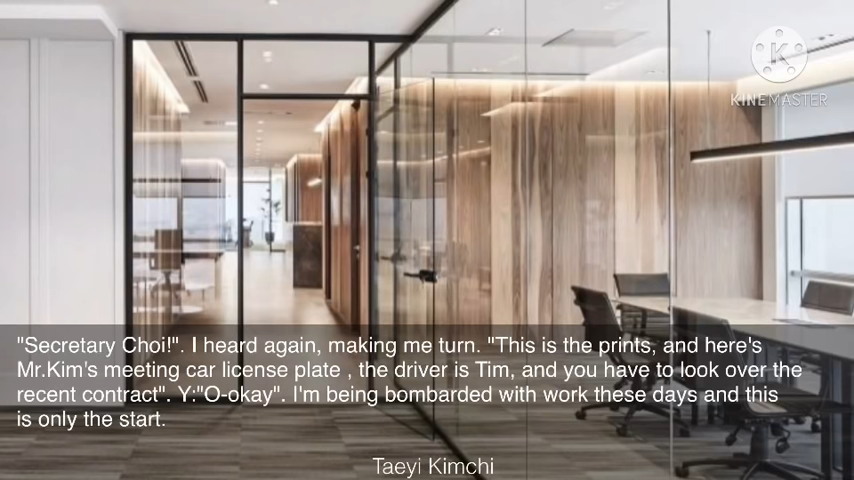 K
KINEMASTER
"Secretary Choi!". I heard again, making me turn. "This is the prints, and here's
Mr.Kim's meeting car license plate , the driver is Tim, and you have to look over the
recent contract". Y:"O-okay". I'm being bombarded with work these days and this
is only the start.
Taeyi Kimchi